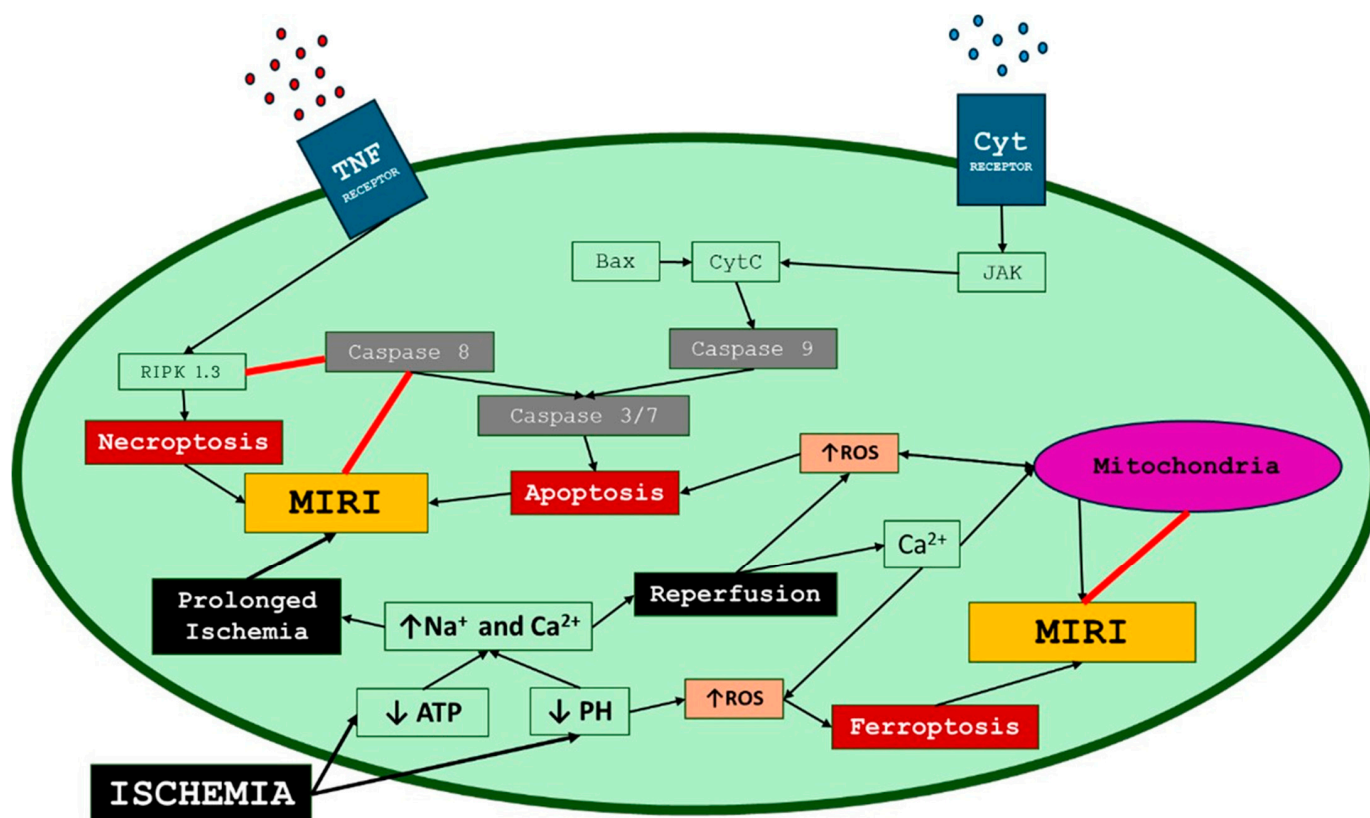 TNF
RECEPTOR
Cyt
RECEPTOR
Bax
CytC
JAK
RIPK 1.3
Caspase 8
Caspase 9
Caspase 3/7
Necroptosis
MIRI
Apoptosis
↑ROS
Mitochondria
Ca²⁺
Prolonged
Ischemia
↑Na⁺ and Ca²⁺
Reperfusion
MIRI
↓ ATP
↓ PH
↑ROS
Ferroptosis
ISCHEMIA